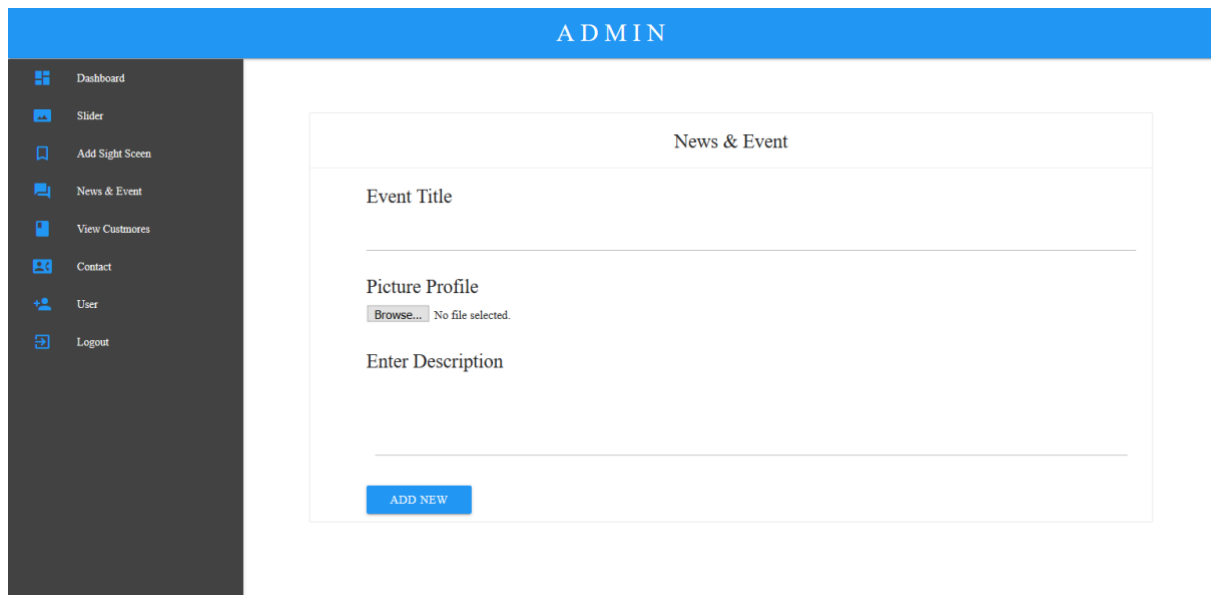 ADMIN
Dashboard
Slider
Add Sight Sceen
News & Event
View Custmores
Contact
User
Logout
News & Event
Event Title
Picture Profile
Browse... No file selected.
Enter Description
ADD NEW